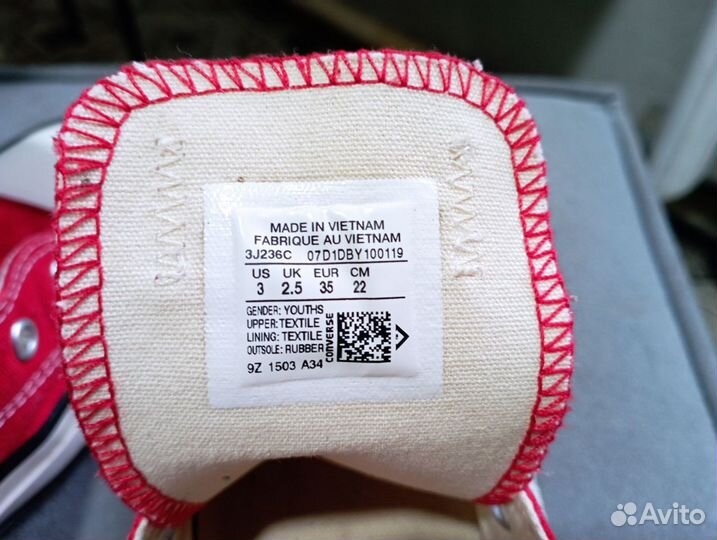 MADE IN VIETNAM
FABRIQUE AU VIETNAM
3J236C 07D1DBY100119
US UK EUR CM
3 2.5 35 22
GENDER: YOUTHS
UPPER: TEXTILE
LINING: TEXTILE
OUTSOLE: RUBBER
CONVERSE
9Z 1503 A34
Avito